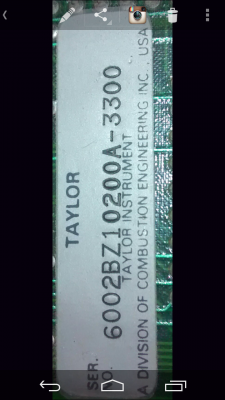 TAYLOR
SER.
NO. 6002BZ10200A-3300
TAYLOR INSTRUMENT
A DIVISION OF COMBUSTION ENGINEERING INC., USA